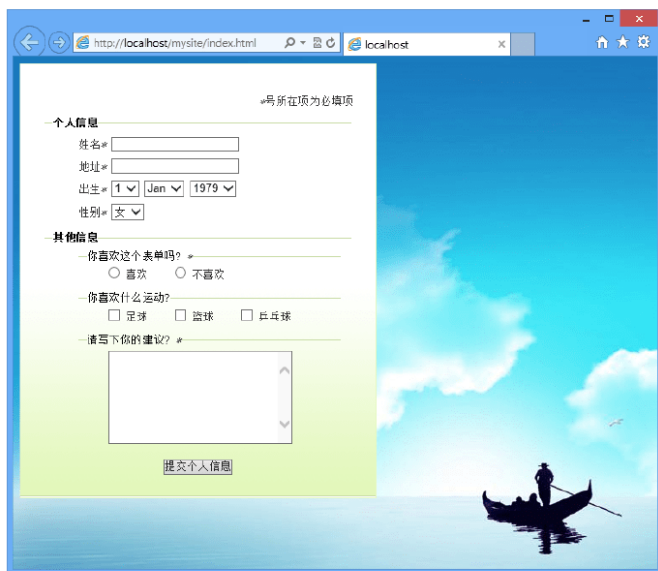 http://localhost/mysite/index.html
localhost
*号所在项为必填项
个人信息
姓名*
地址*
出生* 1 Jan 1979
性别* 女
其他信息
你喜欢这个表单吗? *
喜欢 不喜欢
你喜欢什么运动?
足球 篮球 乒乓球
请写下你的建议? *
提交个人信息